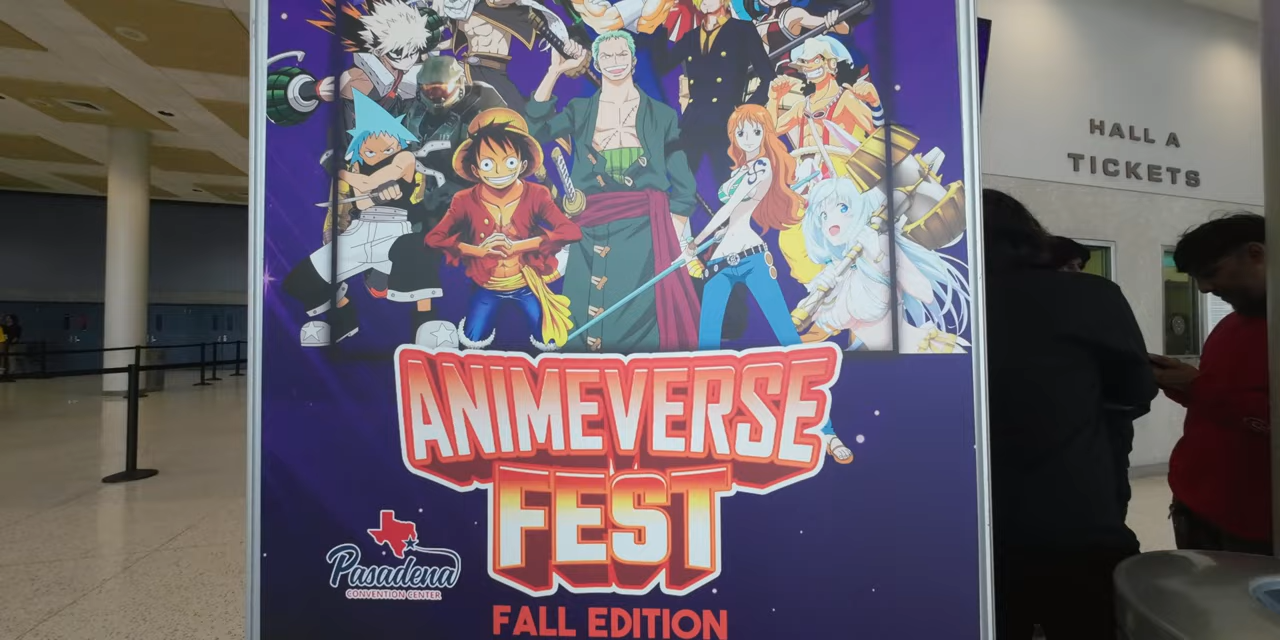 HALL A
TICKETS
ANIMEVERSE
FEST
Pasadena
CONVENTION CENTER
FALL EDITION